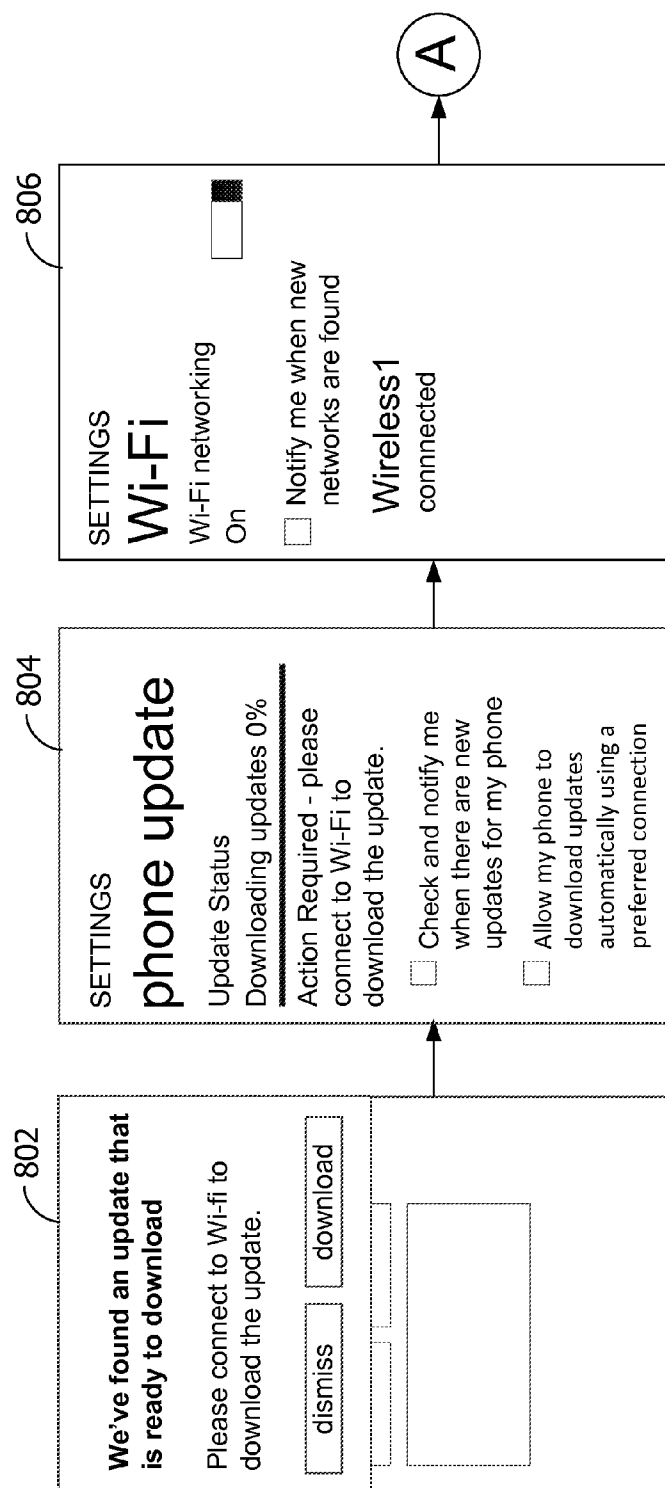 802
We've found an update that
is ready to download
Please connect to Wi-fi to
download the update.
dismiss
download
804
SETTINGS
phone update
Update Status
Downloading updates 0%
Action Required - please
connect to Wi-Fi to
download the update.
Check and notify me
when there are new
updates for my phone
Allow my phone to
download updates
automatically using a
preferred connection
806
SETTINGS
Wi-Fi
Wi-Fi networking
On
Notify me when new
networks are found
Wireless1
connnected
A